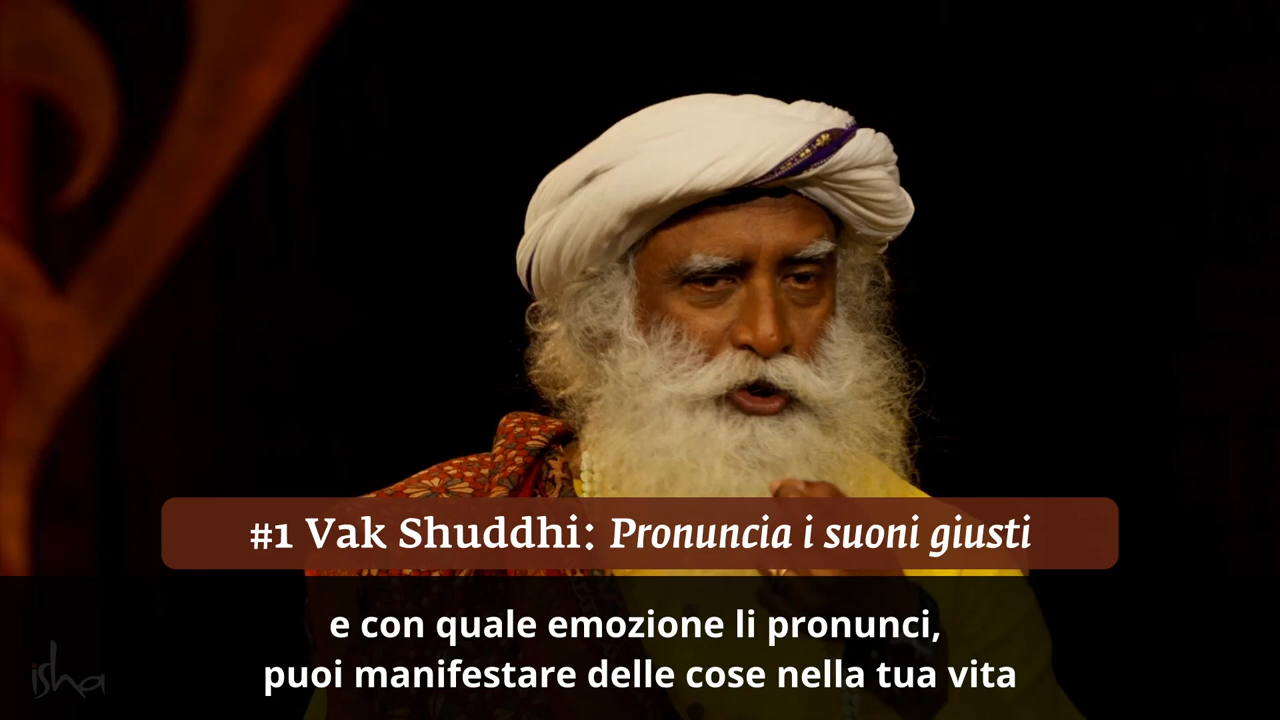 #1 Vak Shuddhi: Pronuncia i suoni giusti
e con quale emozione li pronunci,
puoi manifestare delle cose nella tua vita
isha